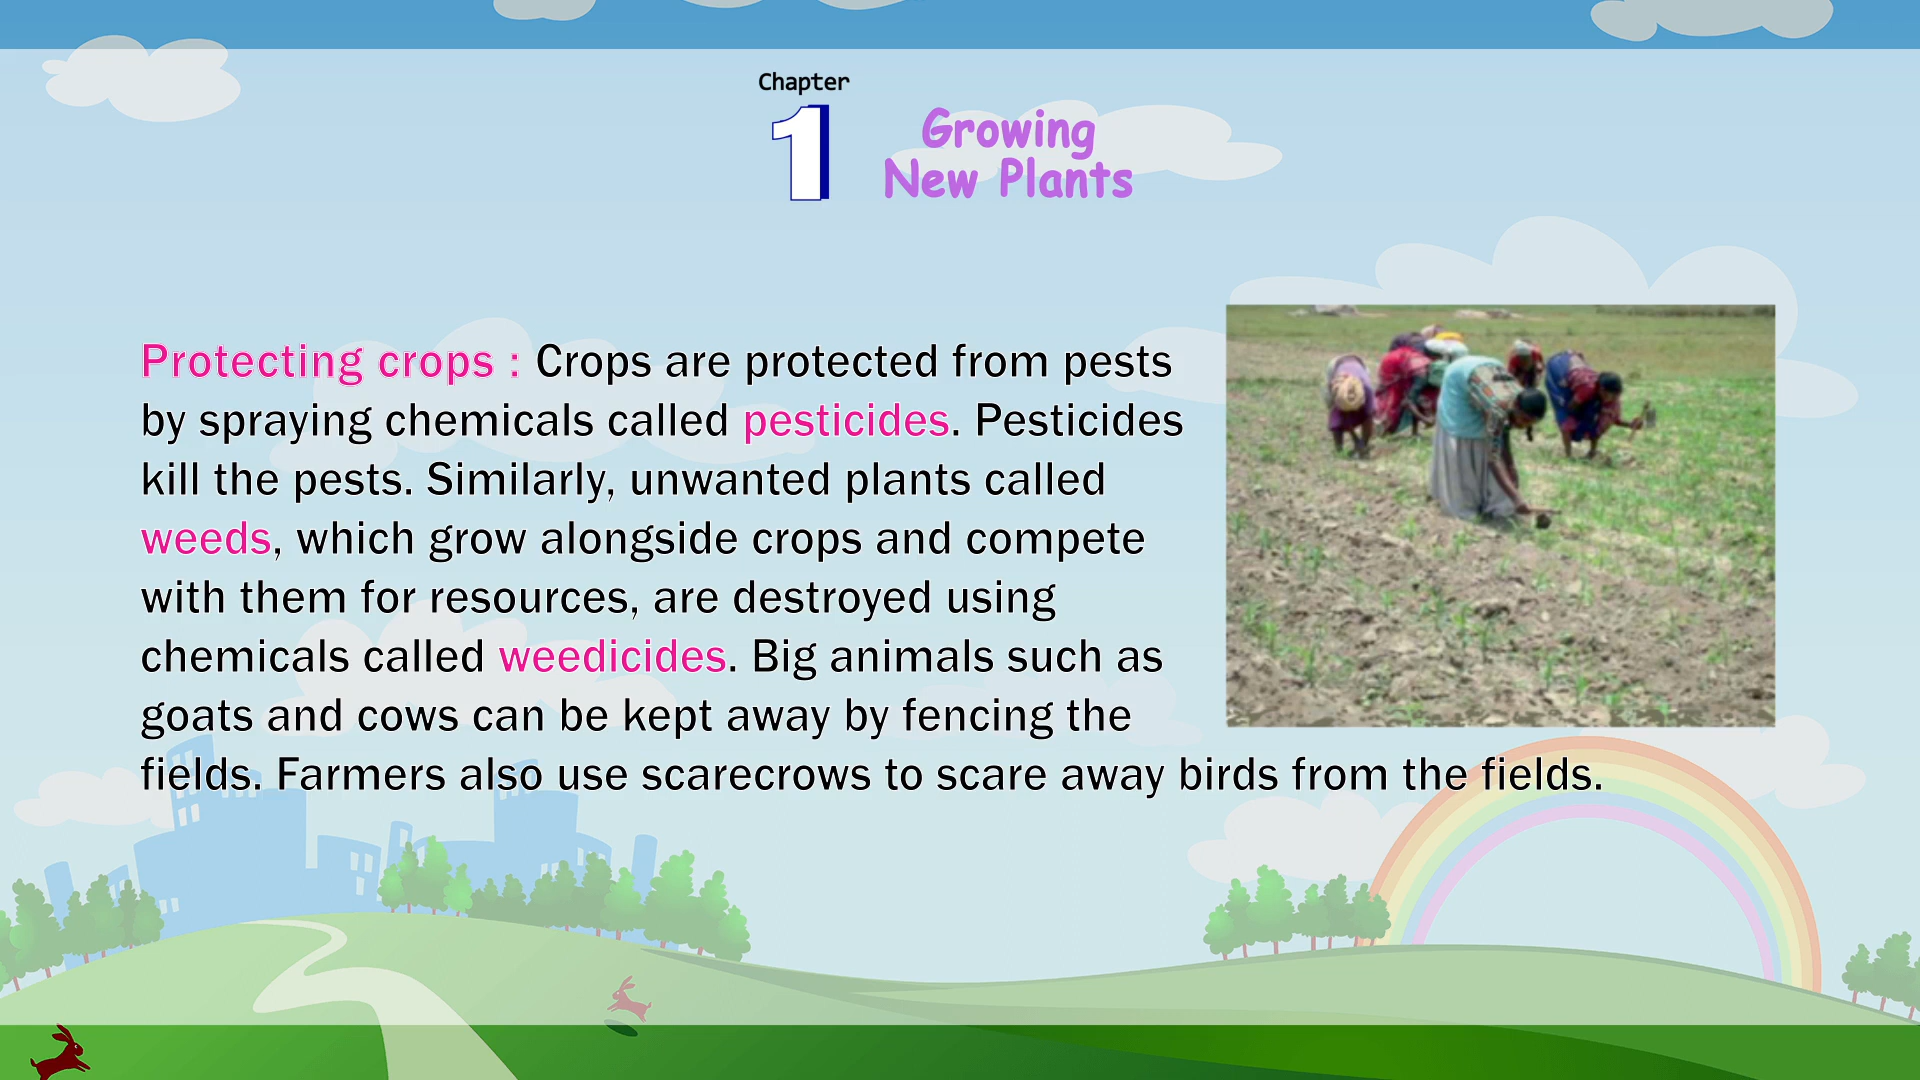 Chapter
1
Growing
New Plants
Protecting crops : Crops are protected from pests
by spraying chemicals called pesticides. Pesticides
kill the pests. Similarly, unwanted plants called
weeds, which grow alongside crops and compete
with them for resources, are destroyed using
chemicals called weedicides. Big animals such as
goats and cows can be kept away by fencing the
fields. Farmers also use scarecrows to scare away birds from the fields.